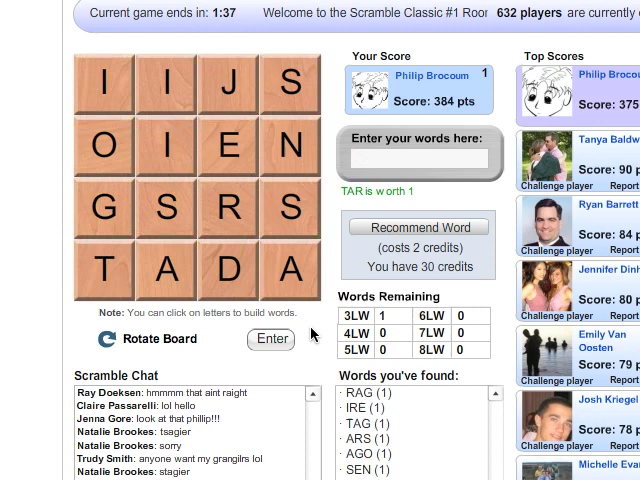 Current game ends in: 1:37 Welcome to the Scramble Classic #1 Roor 632 players are currently
Your Score
Top Scores
Philip Brocoum 1
Score: 384 pts
Philip Brocou
Score: 375
I I J S
O I E N
G S R S
T A D A
Enter your words here:
TAR is worth 1
Recommend Word
(costs 2 credits)
You have 30 credits
Tanya Baldw
Score: 90 p
Challenge player Report
Ryan Barrett
Score: 84 p
Challenge player Report
Jennifer Dinh
Score: 80 p
Challenge player Report
Emily Van
Oosten
Score: 79 p
Challenge player Report
Josh Kriegel
Score: 78 p
Challenge player Report
Michelle Evar
Note: You can click on letters to build words.
Rotate Board Enter
Words Remaining
3LW 1 6LW 0
4LW 0 7LW 0
5LW 0 8LW 0
Scramble Chat
Ray Doeksen: hmmmm that aint raight
Claire Passarelli: lol hello
Jenna Gore: look at that phillip!!!
Natalie Brookes: tsagier
Natalie Brookes: sorry
Trudy Smith: anyone want my grangilrs lol
Natalie Brookes: stagier
Words you've found:
· RAG (1)
· IRE (1)
· TAG (1)
· ARS (1)
· AGO (1)
· SEN (1)